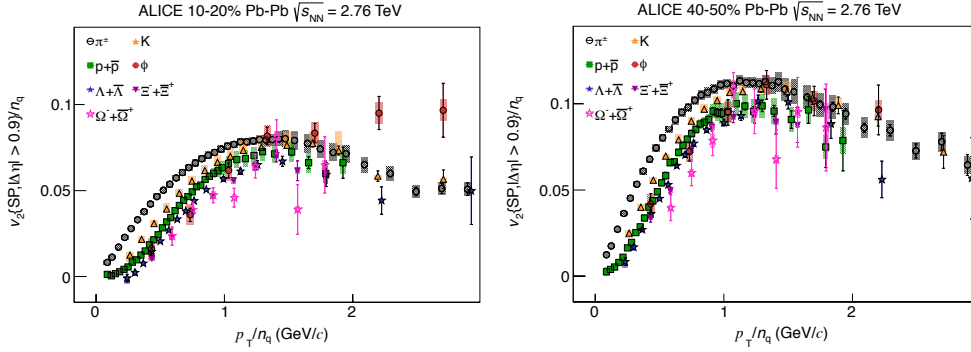 ALICE 10-20% Pb-Pb √sNN = 2.76 TeV
π± K
p+p̄ ϕ
Λ+Λ̄ Ξ⁻+Ξ̄⁺
Ω⁻+Ω̄⁺
v2{SP,|Δη| > 0.9}/nq
0.1
0.05
0
0 1 2
pT/nq (GeV/c)
ALICE 40-50% Pb-Pb √sNN = 2.76 TeV
π± K
p+p̄ ϕ
Λ+Λ̄ Ξ⁻+Ξ̄⁺
Ω⁻+Ω̄⁺
v2{SP,|Δη| > 0.9}/nq
0.1
0.05
0
0 1 2
pT/nq (GeV/c)